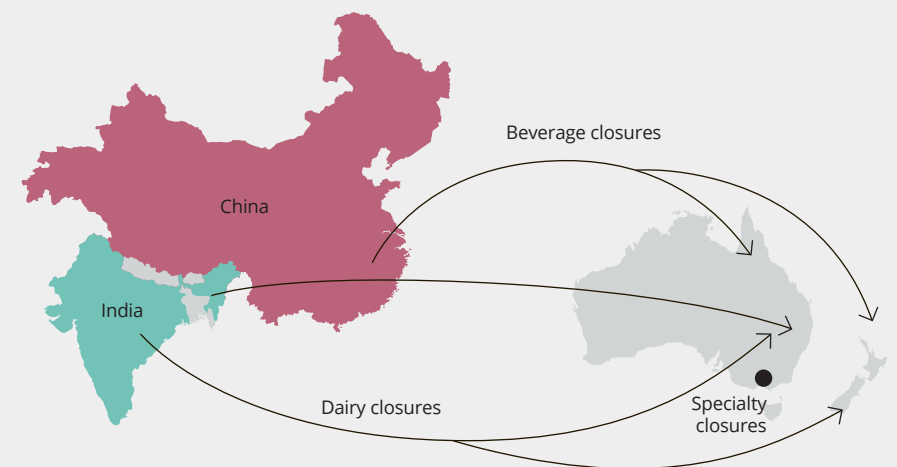 Beverage closures
China
India
Dairy closures
Specialty
closures